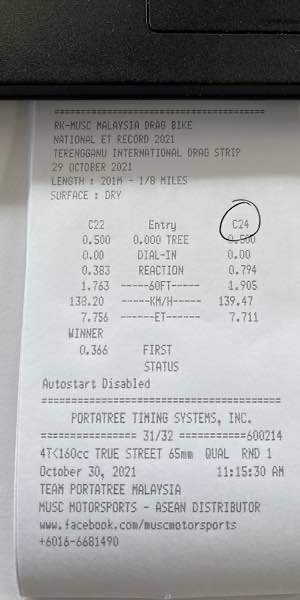 =====================================
RK-MUSC MALAYSIA DRAG BIKE
NATIONAL ET RECORD 2021
TERENGGANU INTERNATIONAL DRAG STRIP
29 OCTOBER 2021
LENGTH : 201M - 1/8 MILES
SURFACE : DRY
C22 Entry C24
0.500 0.000 TREE 0.500
0.00 DIAL-IN 0.00
0.383 REACTION 0.794
1.763 -----60FT----- 1.905
138.20 -----KM/H----- 139.47
7.756 ------ET------ 7.711
WINNER
0.366 FIRST
STATUS
Autostart Disabled
=====================================
PORTATREE TIMING SYSTEMS, INC.
=============== 31/32 ===========600214
4T<160cc TRUE STREET 65mm QUAL RND 1
October 30, 2021 11:15:30 AM
TEAM PORTATREE MALAYSIA
MUSC MOTORSPORTS - ASEAN DISTRIBUTOR
www.facebook.com/muscmotorsports
+6016-6681490